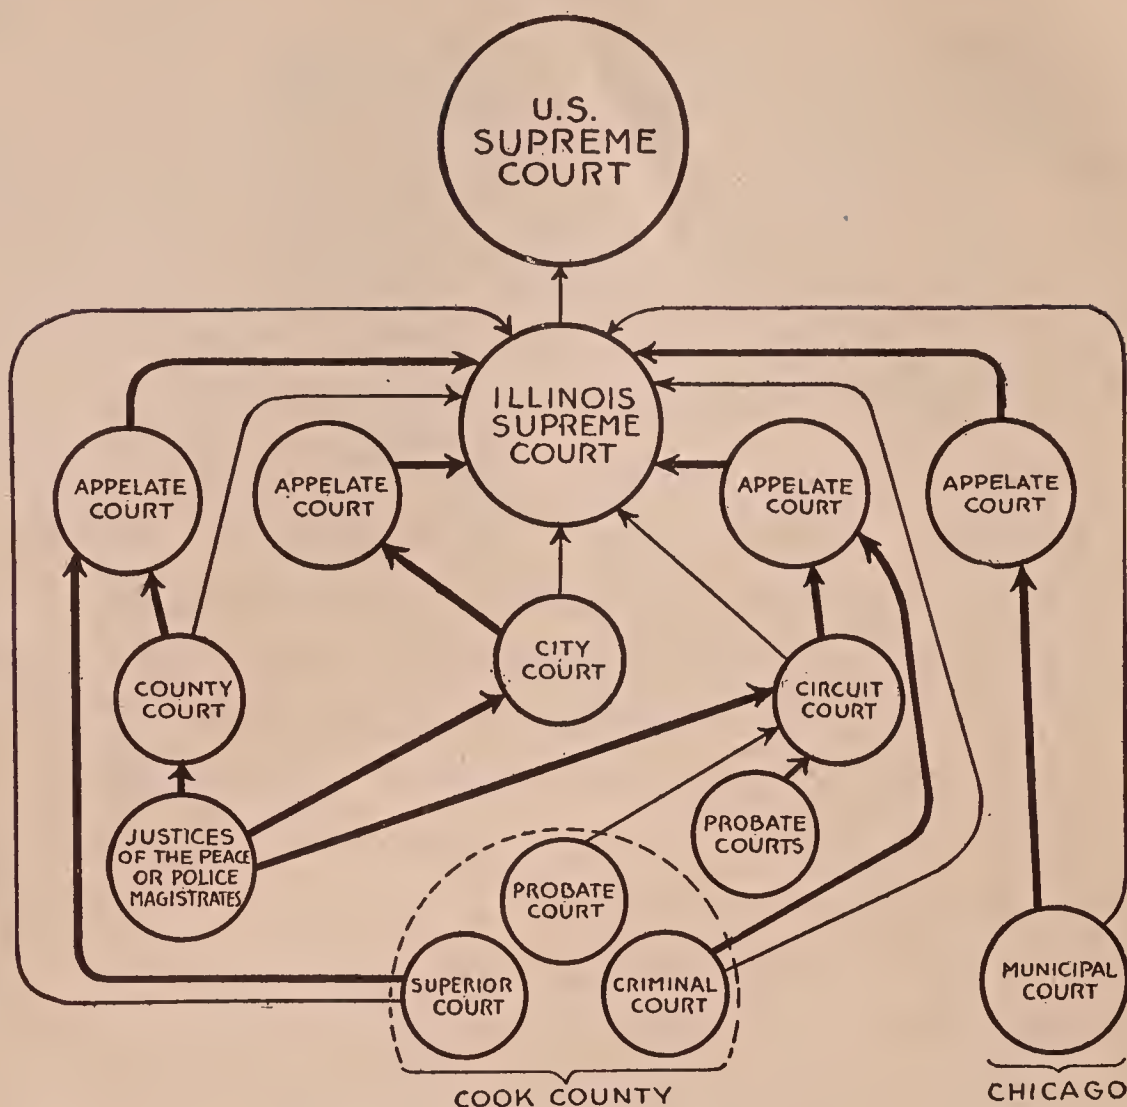 U.S.
SUPREME
COURT
ILLINOIS
SUPREME
COURT
APPELATE
COURT
APPELATE
COURT
APPELATE
COURT
APPELATE
COURT
COUNTY
COURT
CITY
COURT
CIRCUIT
COURT
JUSTICES
OF THE PEACE
OR POLICE
MAGISTRATES
PROBATE
COURTS
PROBATE
COURT
SUPERIOR
COURT
CRIMINAL
COURT
MUNICIPAL
COURT
COOK COUNTY
CHICAGO